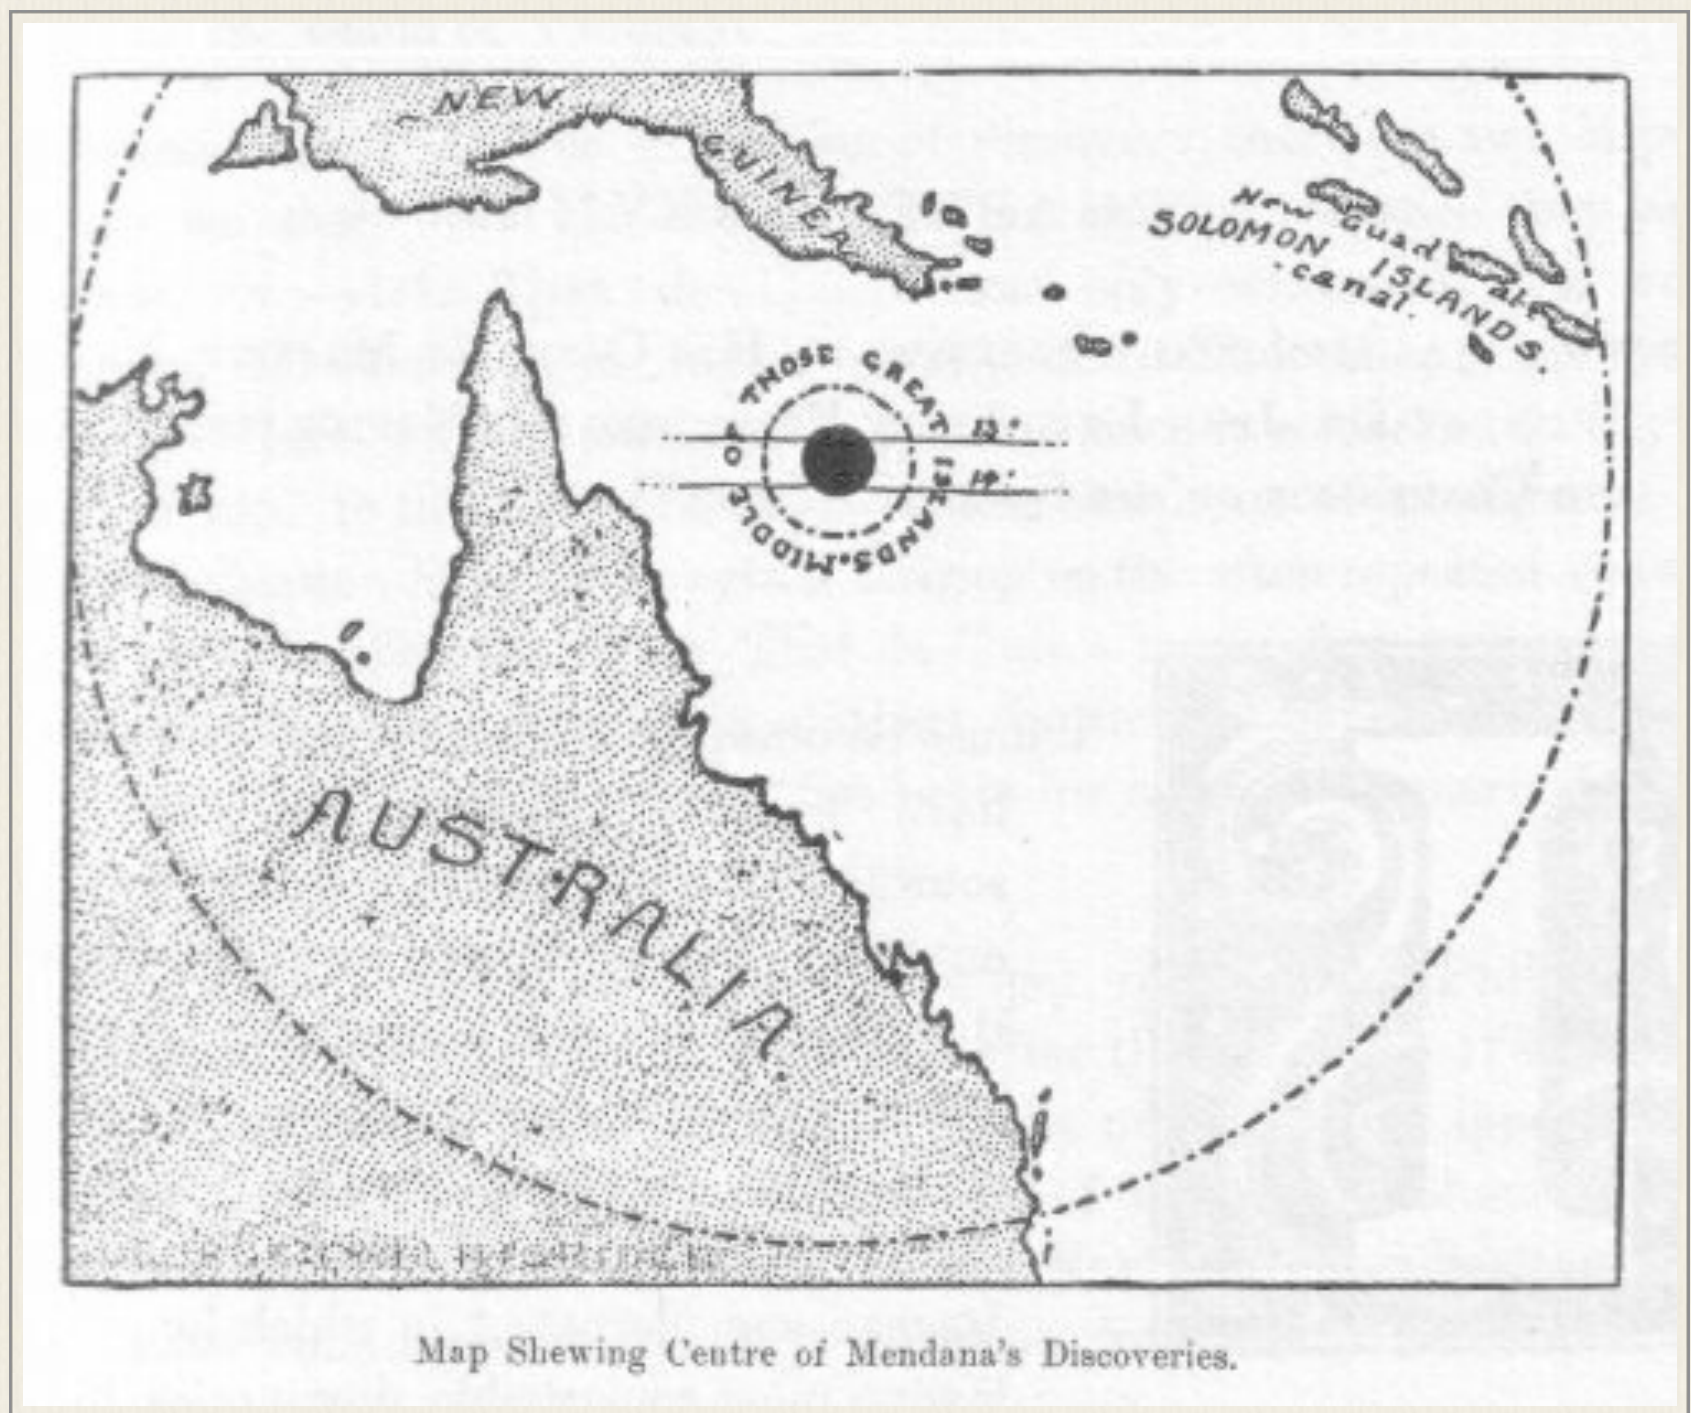 NEW
GUINEA
New Guadal-
canal.
SOLOMON ISLANDS.
MIDDLE OF THOSE GREAT ISLANDS.
13°
14°
AUSTRALIA.
Map Shewing Centre of Mendana's Discoveries.